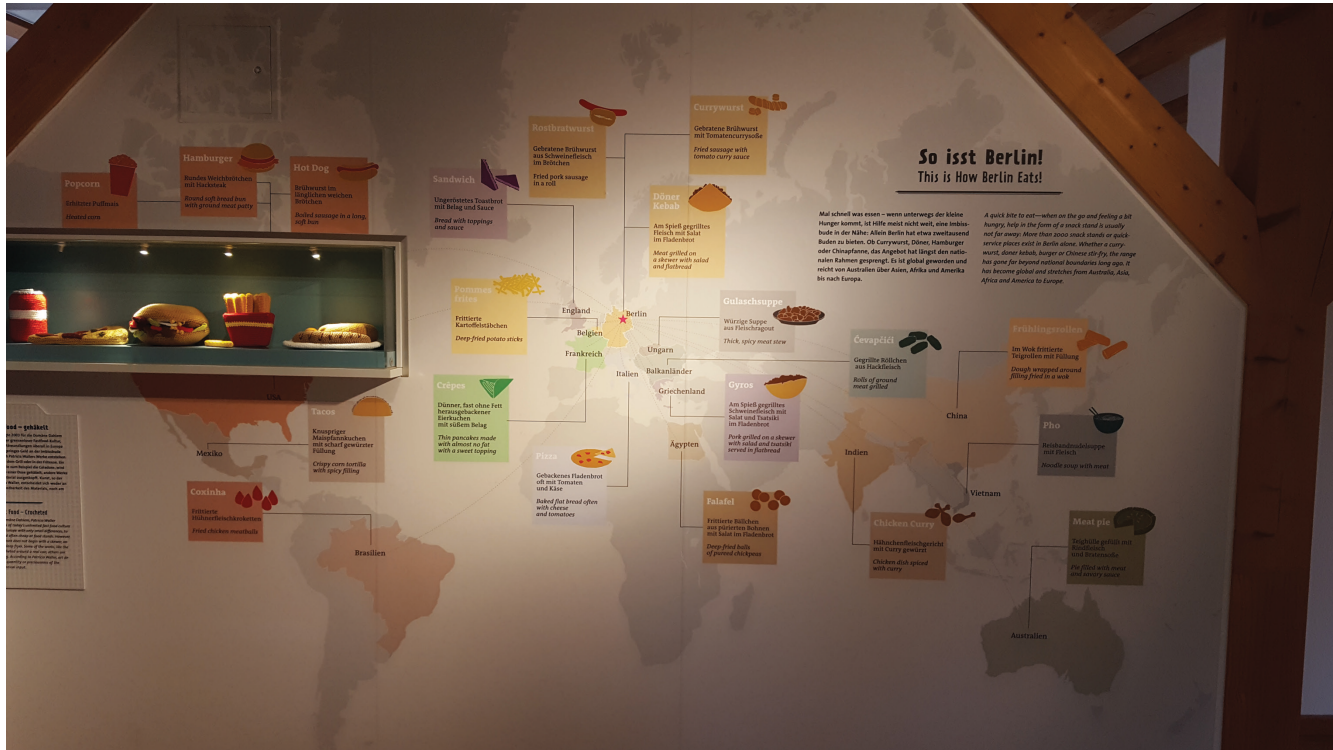 So isst Berlin!
This is How Berlin Eats!
Mal schnell was essen – wenn unterwegs der kleine
Hunger kommt, ist Hilfe meist nicht weit, eine Imbiss-
bude in der Nähe: Allein Berlin hat etwa zweitausend
Buden zu bieten. Ob Currywurst, Döner, Hamburger
oder Chinapfanne, das Angebot hat längst den natio-
nalen Rahmen gesprengt. Es ist global geworden und
reicht von Australien über Asien, Afrika und Amerika
bis nach Europa.
A quick bite to eat—when on the go and feeling a bit
hungry, help in the form of a snack stand is usually
not far away: More than 2000 snack stands or quick-
service places exist in Berlin alone. Whether a curry-
wurst, döner kebab, burger or Chinese stir-fry, the range
has gone far beyond national boundaries long ago. It
has become global and stretches from Australia, Asia,
Africa and America to Europe.
Popcorn
Erhitzter Puffmais
Heated corn
Hamburger
Rundes Weichbrötchen
mit Hacksteak
Round soft bread bun
with ground meat patty
Hot Dog
Brühwurst im
länglichen weichen
Brötchen
Boiled sausage in a long,
soft bun
Sandwich
Ungeröstetes Toastbrot
mit Belag und Sauce
Bread with toppings
and sauce
Rostbratwurst
Gebratene Brühwurst
aus Schweinefleisch
im Brötchen
Fried pork sausage
in a roll
Currywurst
Gebratene Brühwurst
mit Tomatencurrysoße
Fried sausage with
tomato curry sauce
Döner
Kebab
Am Spieß gegrilltes
Fleisch mit Salat
im Fladenbrot
Meat grilled on
a skewer with salad
and flatbread
Pommes
frites
Frittierte
Kartoffelstäbchen
Deep-fried potato sticks
Gulaschsuppe
Würzige Suppe
aus Fleischragout
Thick, spicy meat stew
Ćevapčići
Gegrillte Röllchen
aus Hackfleisch
Rolls of ground
meat grilled
Frühlingsrollen
Im Wok frittierte
Teigrollen mit Füllung
Dough wrapped around
filling fried in a wok
Crêpes
Dünner, fast ohne Fett
herausgebackener
Eierkuchen
mit süßem Belag
Thin pancakes made
with almost no fat
with a sweet topping
Gyros
Am Spieß gegrilltes
Schweinefleisch mit
Salat und Tsatsiki
im Fladenbrot
Pork grilled on a skewer
with salad and tsatsiki
served in flatbread
Tacos
Knuspriger
Maispfannkuchen
mit scharf gewürzter
Füllung
Crispy corn tortilla
with spicy filling
Pizza
Gebackenes Fladenbrot
oft mit Tomaten
und Käse
Baked flat bread often
with cheese
and tomatoes
Pho
Reisbandnudelsuppe
mit Fleisch
Noodle soup with meat
Coxinha
Frittierte
Hühnerfleischkroketten
Fried chicken meatballs
Falafel
Frittierte Bällchen
aus pürierten Bohnen
mit Salat im Fladenbrot
Deep-fried balls
of pureed chickpeas
Chicken Curry
Hähnchenfleischgericht
mit Curry gewürzt
Chicken dish spiced
with curry
Meat pie
Teighülle gefüllt mit
Rindfleisch
und Bratensoße
Pie filled with meat
and savory sauce
England
Berlin
Belgien
Frankreich
Ungarn
Italien
Balkanländer
Griechenland
Ägypten
USA
Mexiko
Brasilien
Indien
China
Vietnam
Australien
food – gehäkelt
Food – Crocheted